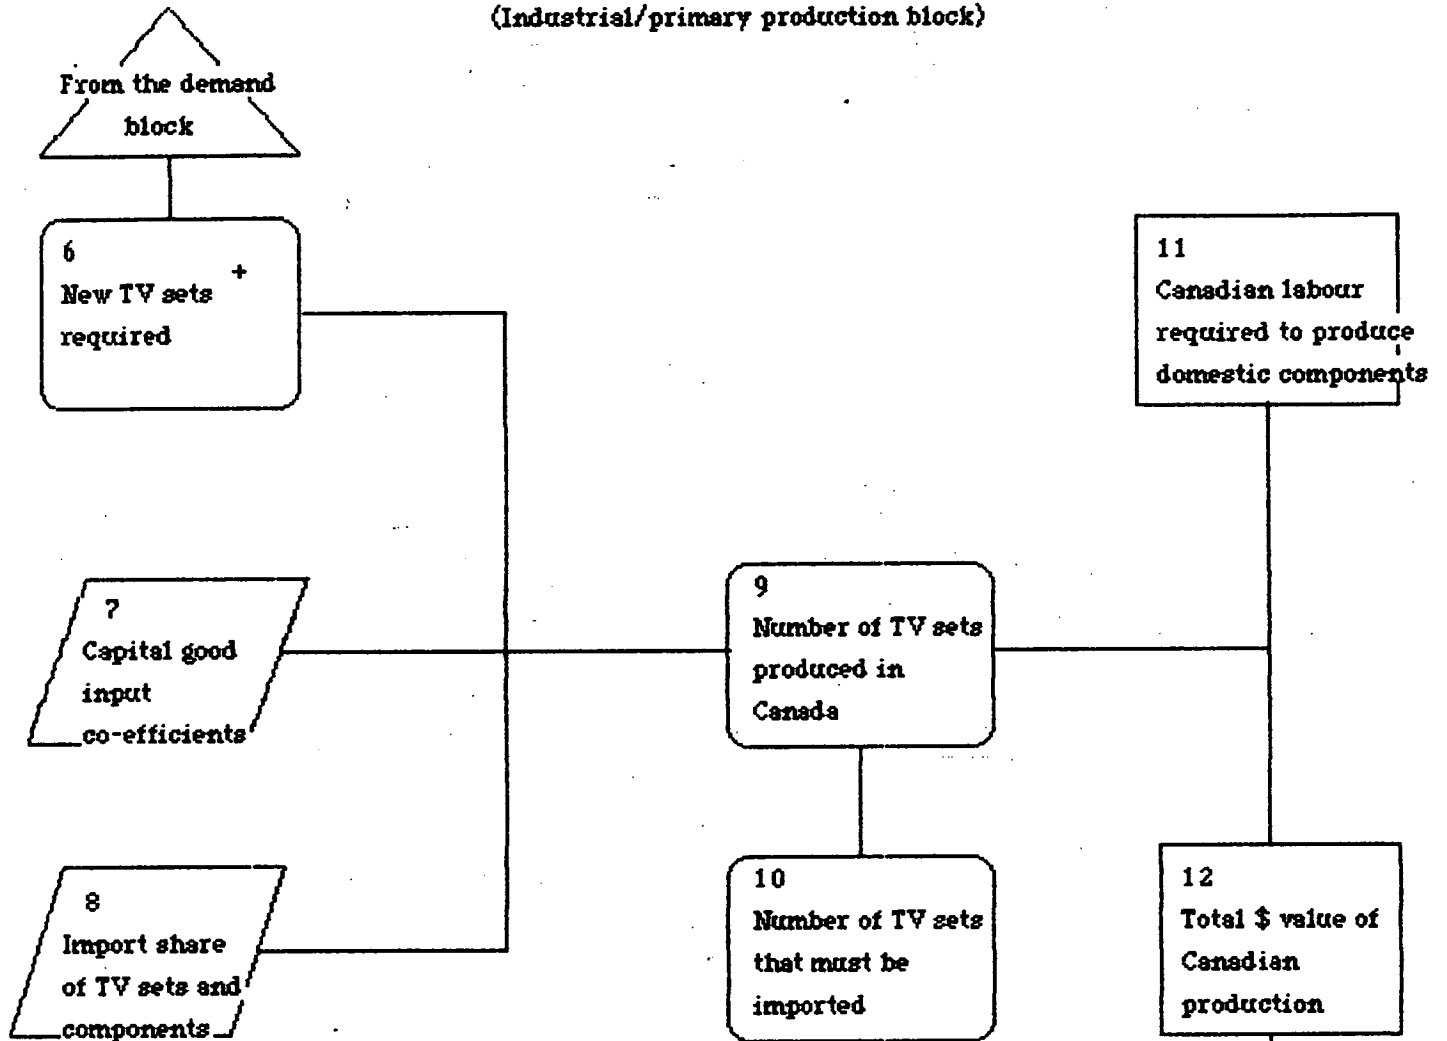 (Industrial/primary production block)
From the demand
block
6
+
New TV sets
required
11
Canadian labour
required to produce
domestic components
7
Capital good
input
co-efficients
9
Number of TV sets
produced in
Canada
8
Import share
of TV sets and
components
10
Number of TV sets
that must be
imported
12
Total $ value of
Canadian
production